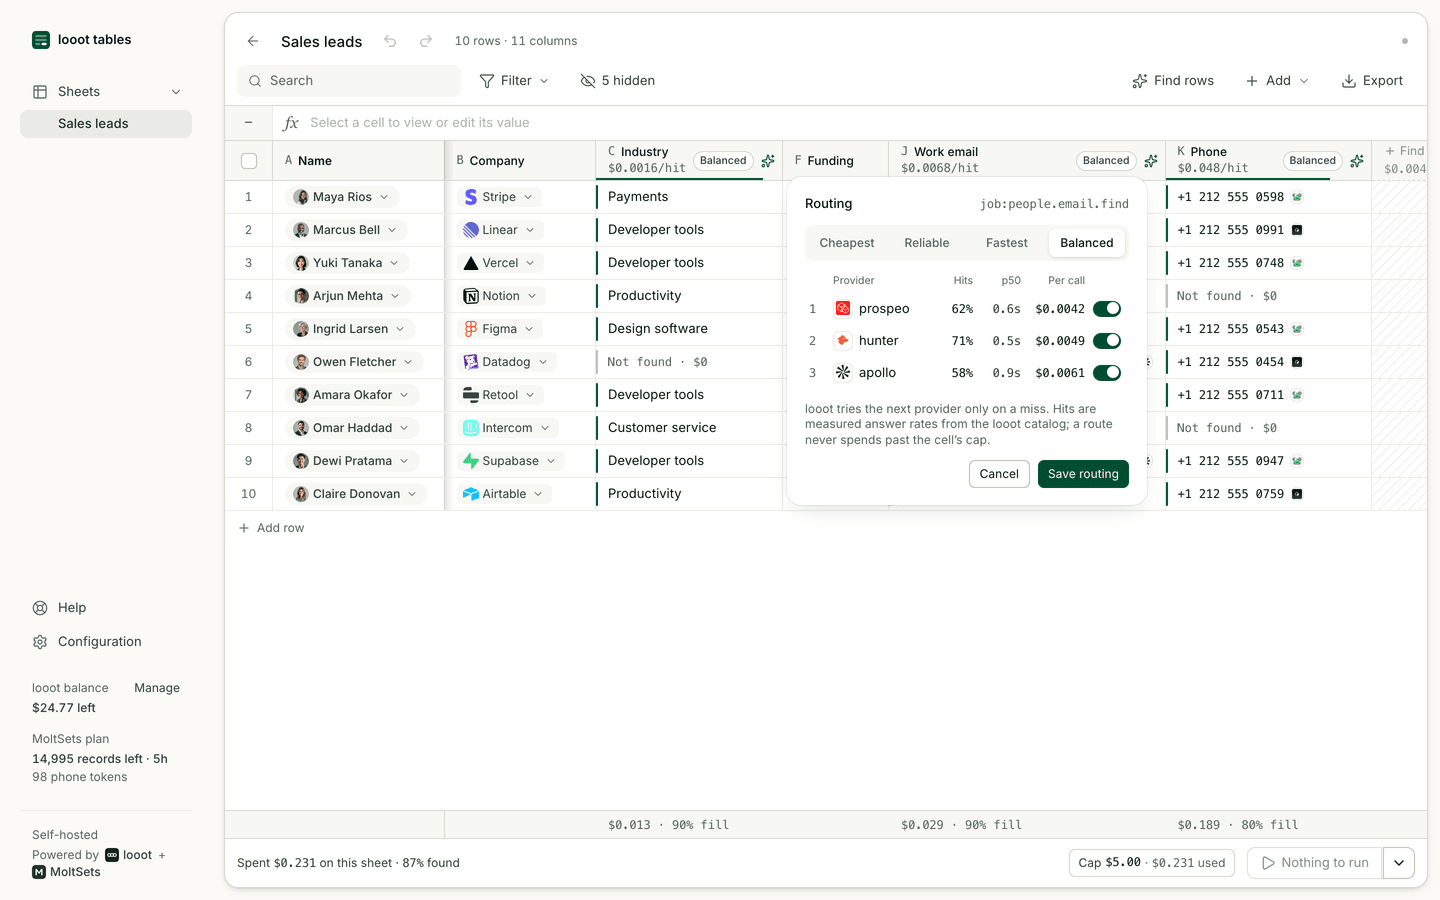 looot tables
Sheets
Sales leads
Help
Configuration
looot balance Manage
$24.77 left
MoltSets plan
14,995 records left · 5h
98 phone tokens
Self-hosted
Powered by looot +
MoltSets
Sales leads 10 rows · 11 columns
Search Filter 5 hidden Find rows Add Export
fx Select a cell to view or edit its value
A Name B Company C Industry $0.0016/hit Balanced F Funding J Work email $0.0068/hit Balanced K Phone $0.048/hit Balanced + Find $0.004
1 Maya Rios Stripe Payments +1 212 555 0598
2 Marcus Bell Linear Developer tools +1 212 555 0991
3 Yuki Tanaka Vercel Developer tools +1 212 555 0748
4 Arjun Mehta Notion Productivity Not found · $0
5 Ingrid Larsen Figma Design software +1 212 555 0543
6 Owen Fletcher Datadog Not found · $0 +1 212 555 0454
7 Amara Okafor Retool Developer tools +1 212 555 0711
8 Omar Haddad Intercom Customer service Not found · $0
9 Dewi Pratama Supabase Developer tools +1 212 555 0947
10 Claire Donovan Airtable Productivity +1 212 555 0759
+ Add row
Routing job:people.email.find
Cheapest Reliable Fastest Balanced
Provider Hits p50 Per call
1 prospeo 62% 0.6s $0.0042
2 hunter 71% 0.5s $0.0049
3 apollo 58% 0.9s $0.0061
looot tries the next provider only on a miss. Hits are
measured answer rates from the looot catalog; a route
never spends past the cell's cap.
Cancel Save routing
$0.013 · 90% fill $0.029 · 90% fill $0.189 · 80% fill
Spent $0.231 on this sheet · 87% found Cap $5.00 · $0.231 used Nothing to run